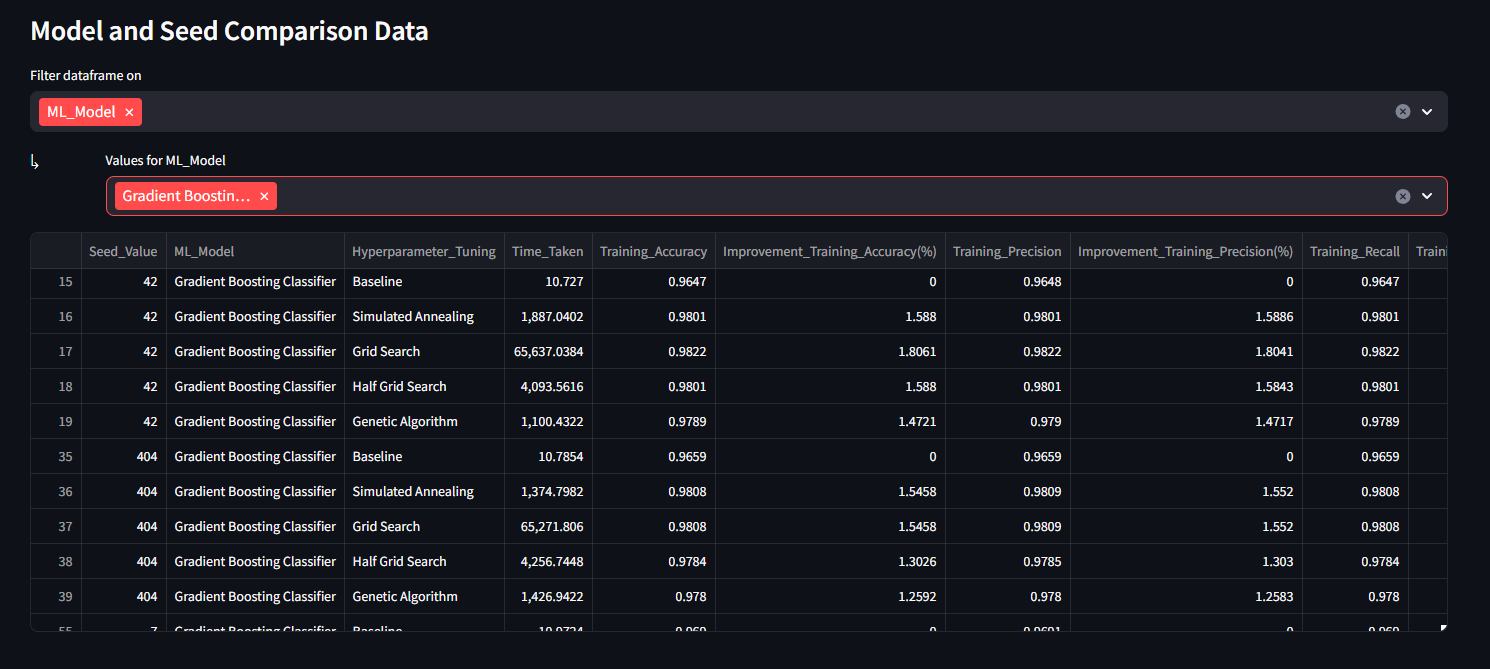 Model and Seed Comparison Data
Filter dataframe on
ML_Model ×
↳ Values for ML_Model
Gradient Boostin… ×
Seed_Value ML_Model Hyperparameter_Tuning Time_Taken Training_Accuracy Improvement_Training_Accuracy(%) Training_Precision Improvement_Training_Precision(%) Training_Recall Traini
15 42 Gradient Boosting Classifier Baseline 10.727 0.9647 0 0.9648 0 0.9647
16 42 Gradient Boosting Classifier Simulated Annealing 1,887.0402 0.9801 1.588 0.9801 1.5886 0.9801
17 42 Gradient Boosting Classifier Grid Search 65,637.0384 0.9822 1.8061 0.9822 1.8041 0.9822
18 42 Gradient Boosting Classifier Half Grid Search 4,093.5616 0.9801 1.588 0.9801 1.5843 0.9801
19 42 Gradient Boosting Classifier Genetic Algorithm 1,100.4322 0.9789 1.4721 0.979 1.4717 0.9789
35 404 Gradient Boosting Classifier Baseline 10.7854 0.9659 0 0.9659 0 0.9659
36 404 Gradient Boosting Classifier Simulated Annealing 1,374.7982 0.9808 1.5458 0.9809 1.552 0.9808
37 404 Gradient Boosting Classifier Grid Search 65,271.806 0.9808 1.5458 0.9809 1.552 0.9808
38 404 Gradient Boosting Classifier Half Grid Search 4,256.7448 0.9784 1.3026 0.9785 1.303 0.9784
39 404 Gradient Boosting Classifier Genetic Algorithm 1,426.9422 0.978 1.2592 0.978 1.2583 0.978
7 Gradient Boosting Classifier Baseline